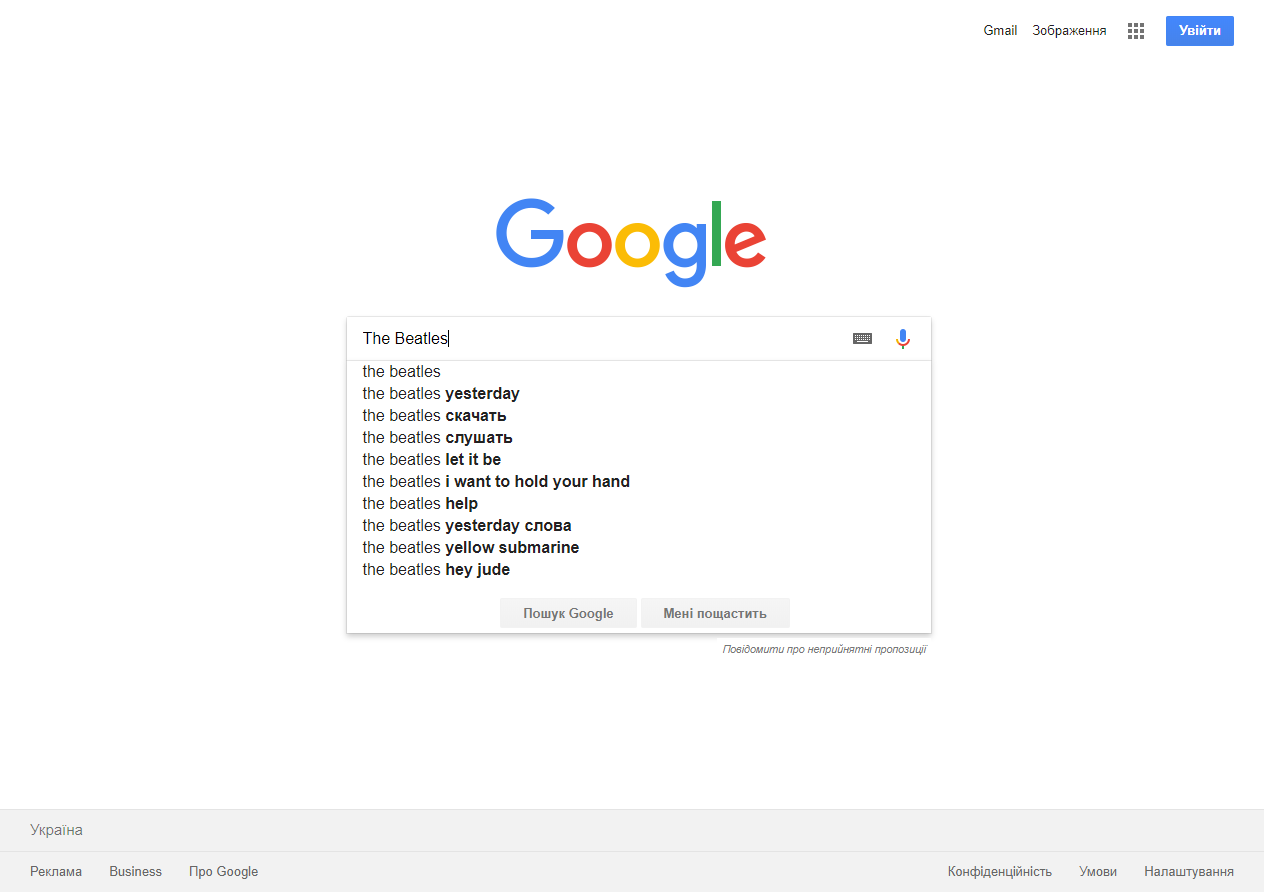 Gmail Зображення Увійти
Google
The Beatles
the beatles
the beatles yesterday
the beatles скачать
the beatles слушать
the beatles let it be
the beatles i want to hold your hand
the beatles help
the beatles yesterday слова
the beatles yellow submarine
the beatles hey jude
Пошук Google Мені пощастить
Повідомити про неприйнятні пропозиції
Україна
Реклама Business Про Google Конфіденційність Умови Налаштування